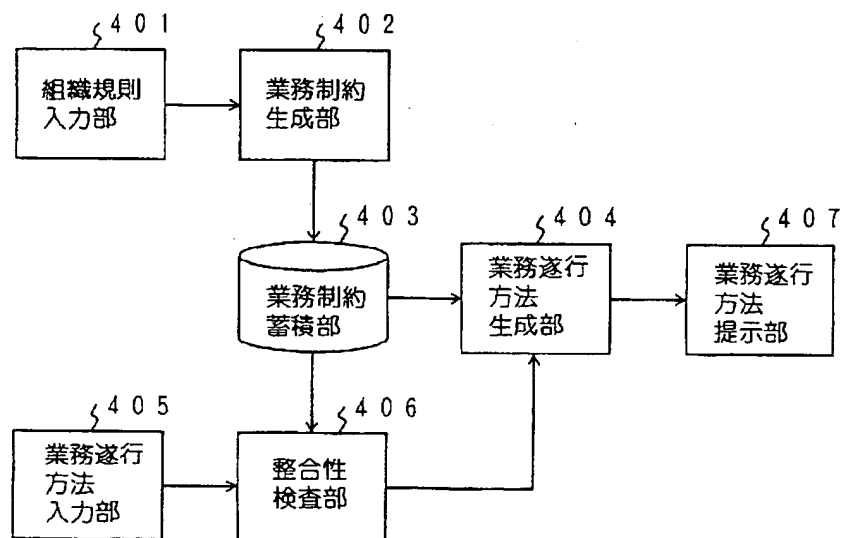 401
組織規則
入力部
402
業務制約
生成部
403
業務制約
蓄積部
404
業務遂行
方法
生成部
407
業務遂行
方法
提示部
405
業務遂行
方法
入力部
406
整合性
検査部